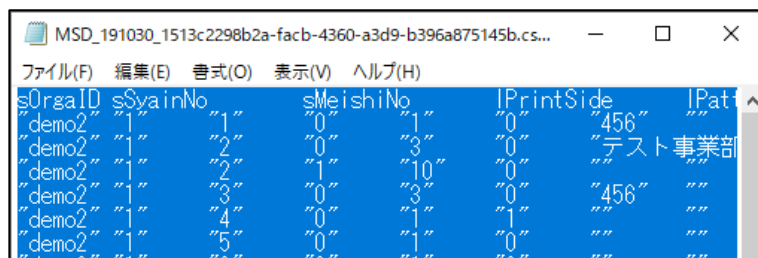 MSD_191030_1513c2298b2a-facb-4360-a3d9-b396a875145b.cs...
ファイル(F) 編集(E) 書式(O) 表示(V) ヘルプ(H)
sOrgaID sSyainNo sMeishiNo lPrintSide lPatt
"demo2" "1" "1" "0" "1" "0" "456" ""
"demo2" "1" "2" "0" "3" "0" "テスト事業部
"demo2" "1" "2" "1" "10" "0" "" ""
"demo2" "1" "3" "0" "3" "0" "456" ""
"demo2" "1" "4" "0" "1" "1" "" ""
"demo2" "1" "5" "0" "1" "0" "" ""